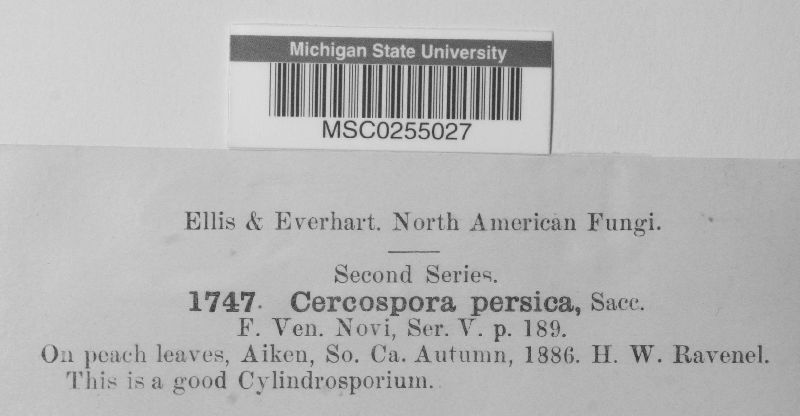 Michigan State University
MSC0255027
Ellis & Everhart. North American Fungi.
Second Series.
1747. Cercospora persica, Sacc.
F. Ven. Novi, Ser. V. p. 189.
On peach leaves, Aiken, So. Ca. Autumn, 1886. H. W. Ravenel.
This is a good Cylindrosporium.